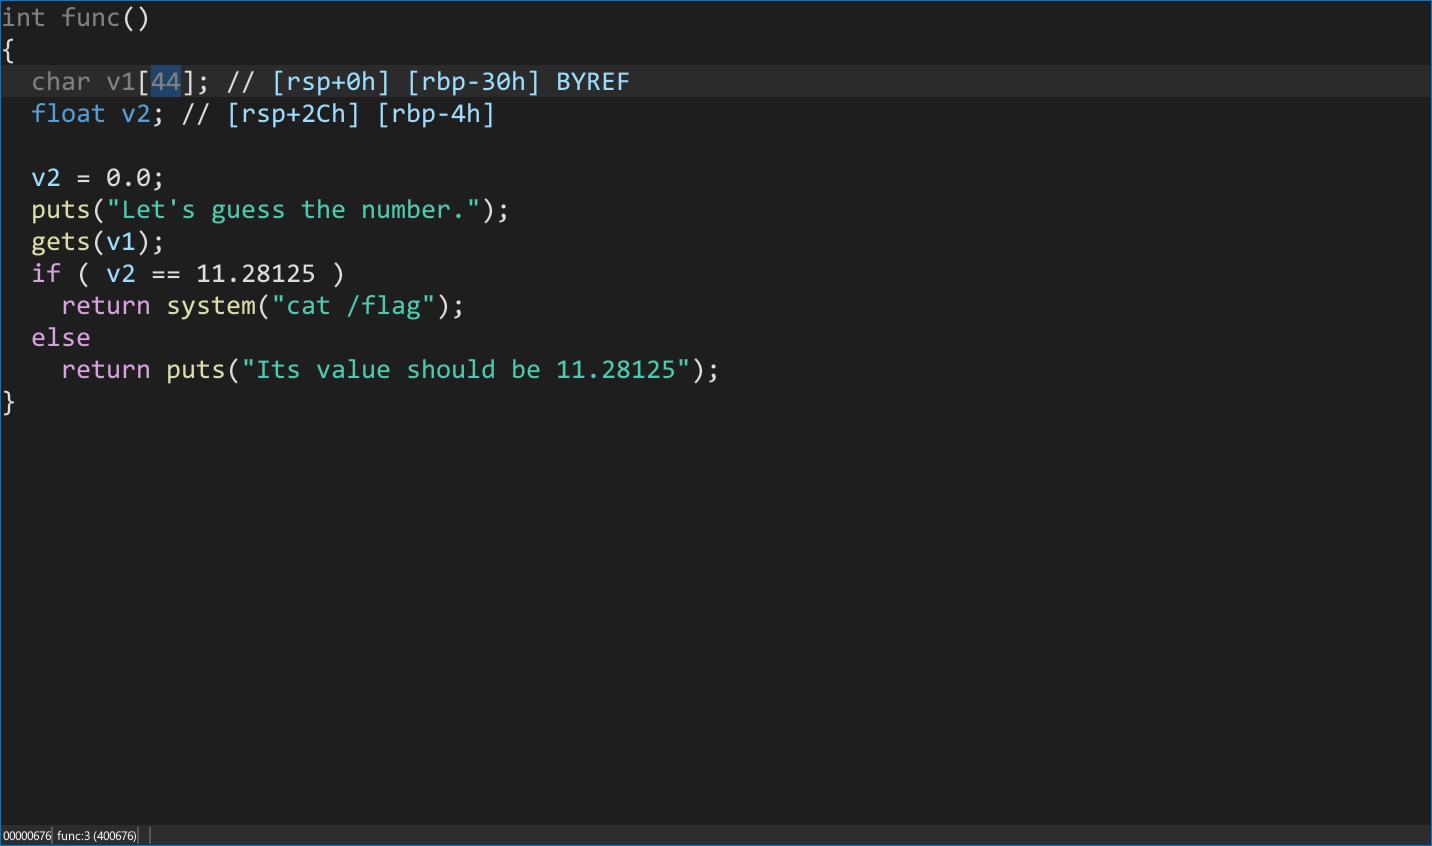 int func()
{
  char v1[44]; // [rsp+0h] [rbp-30h] BYREF
  float v2; // [rsp+2Ch] [rbp-4h]

  v2 = 0.0;
  puts("Let's guess the number.");
  gets(v1);
  if ( v2 == 11.28125 )
    return system("cat /flag");
  else
    return puts("Its value should be 11.28125");
}
00000676 func:3 (400676)